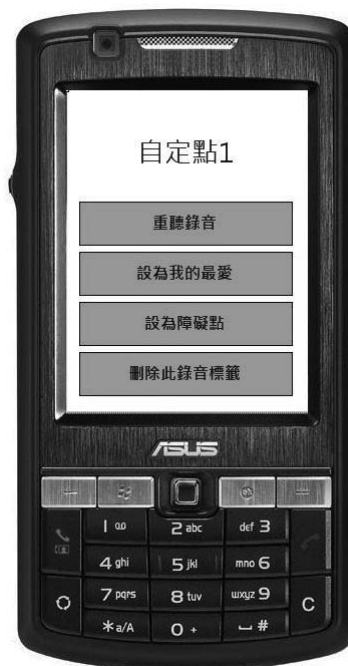 自定點1
重聽錄音
設為我的最愛
設為障礙點
刪除此錄音標籤
ASUS
1
2 abc
def 3
4 ghi
5 jkl
mno 6
7 pqrs
8 tuv
wxyz 9
C
* a/A
0 +
#